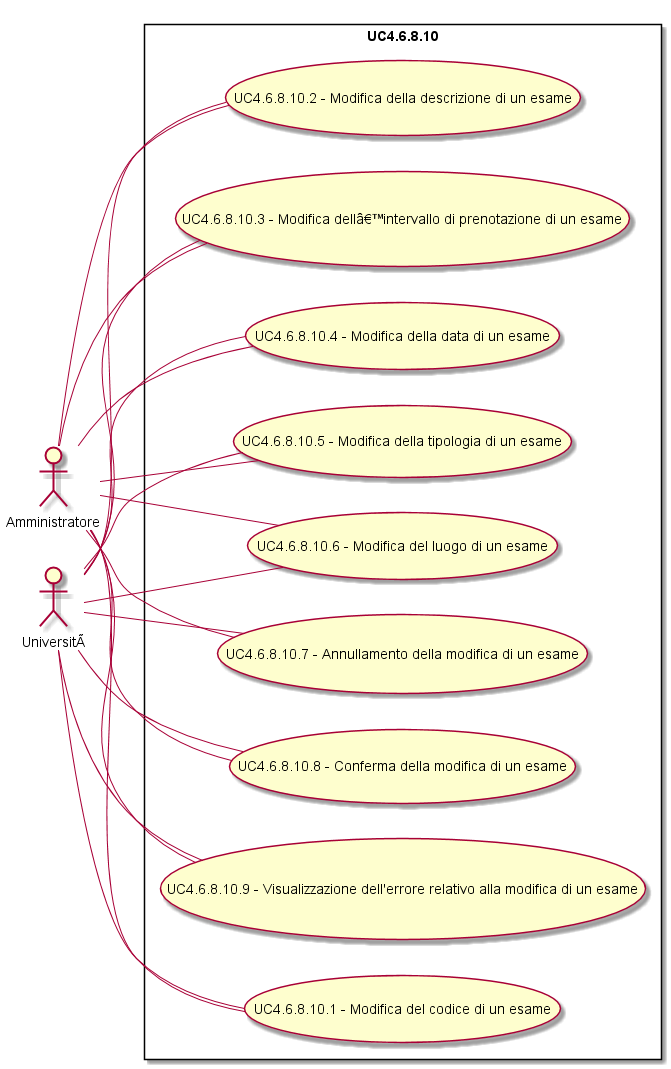 UC4.6.8.10
UC4.6.8.10.2 - Modifica della descrizione di un esame
UC4.6.8.10.3 - Modifica dellâ€™intervallo di prenotazione di un esame
UC4.6.8.10.4 - Modifica della data di un esame
UC4.6.8.10.5 - Modifica della tipologia di un esame
Amministratore
UC4.6.8.10.6 - Modifica del luogo di un esame
UniversitÃ
UC4.6.8.10.7 - Annullamento della modifica di un esame
UC4.6.8.10.8 - Conferma della modifica di un esame
UC4.6.8.10.9 - Visualizzazione dell'errore relativo alla modifica di un esame
UC4.6.8.10.1 - Modifica del codice di un esame